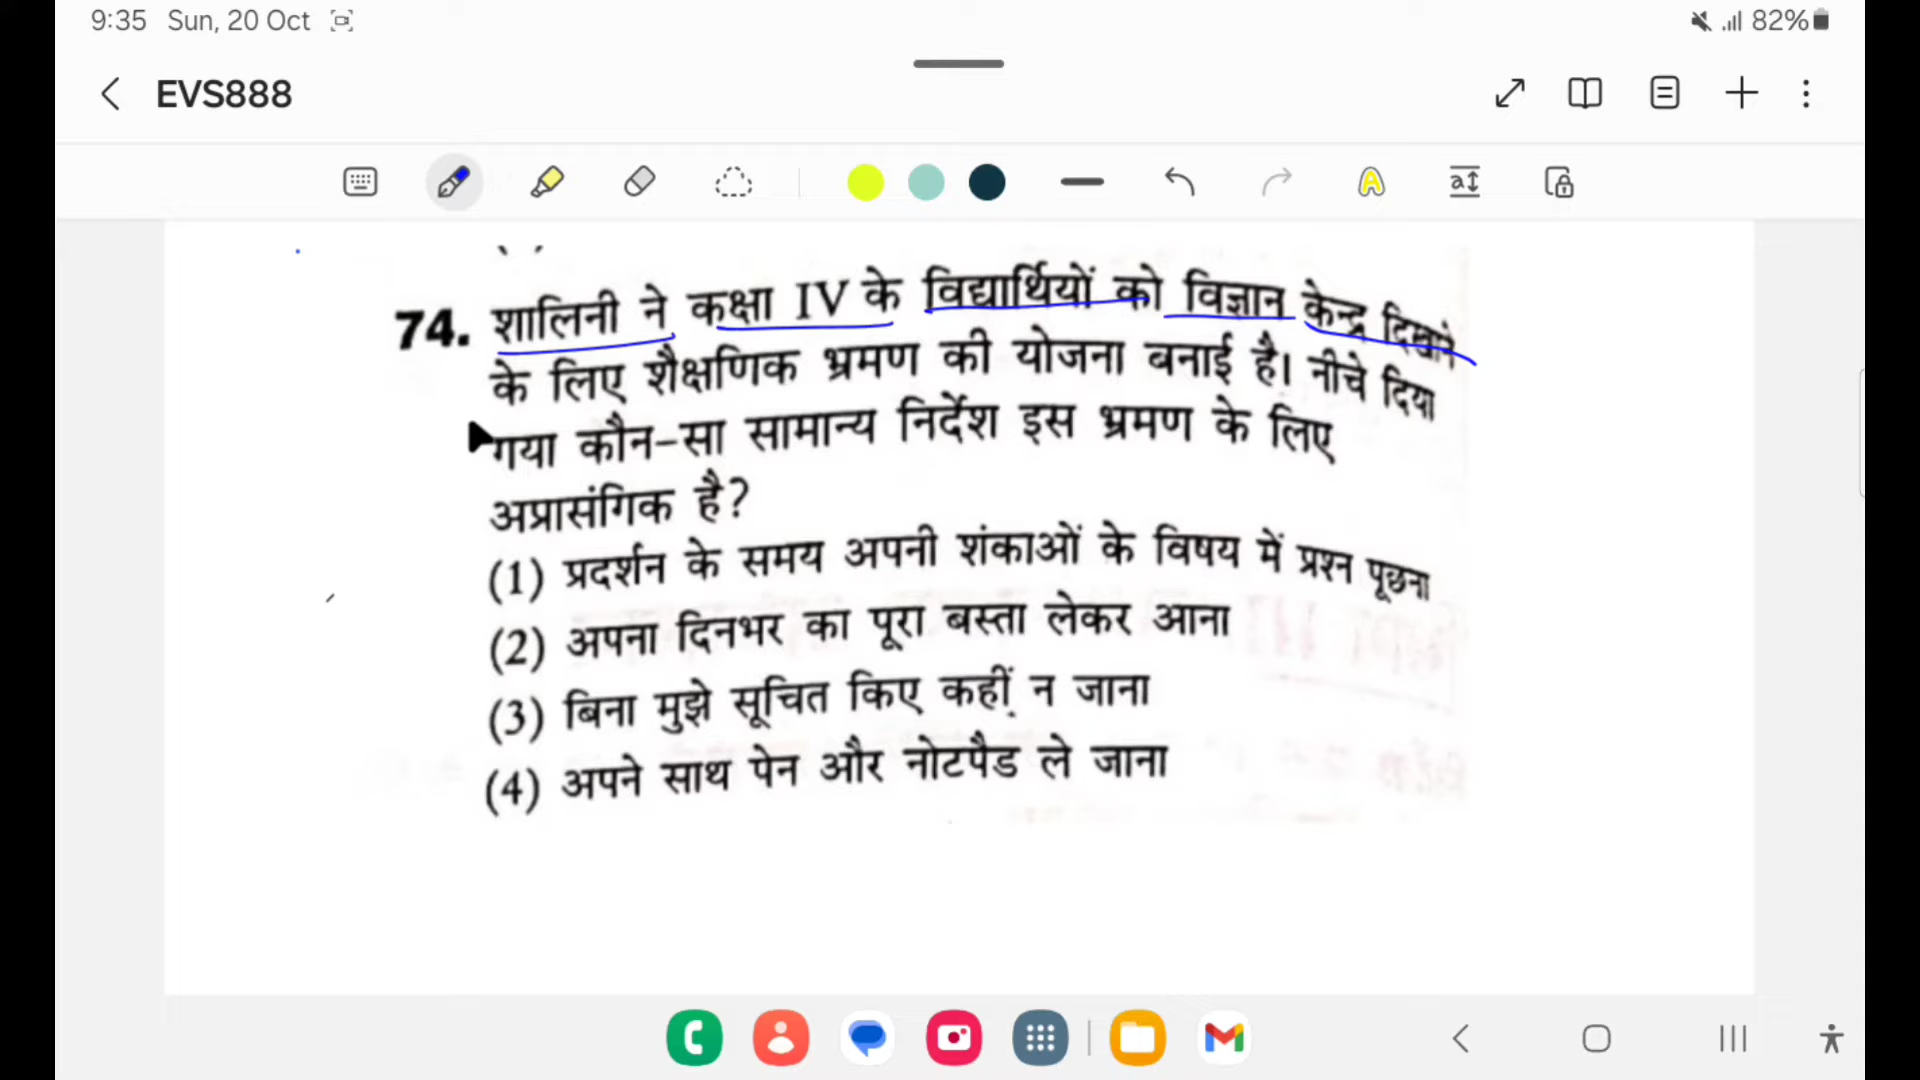 9:35 Sun, 20 Oct 82%
EVS888
74. शालिनी ने कक्षा IV के विद्यार्थियों को विज्ञान केन्द्र दिखाने
के लिए शैक्षणिक भ्रमण की योजना बनाई है। नीचे दिया
गया कौन-सा सामान्य निर्देश इस भ्रमण के लिए
अप्रासंगिक है?
(1) प्रदर्शन के समय अपनी शंकाओं के विषय में प्रश्न पूछना
(2) अपना दिनभर का पूरा बस्ता लेकर आना
(3) बिना मुझे सूचित किए कहीं न जाना
(4) अपने साथ पेन और नोटपैड ले जाना